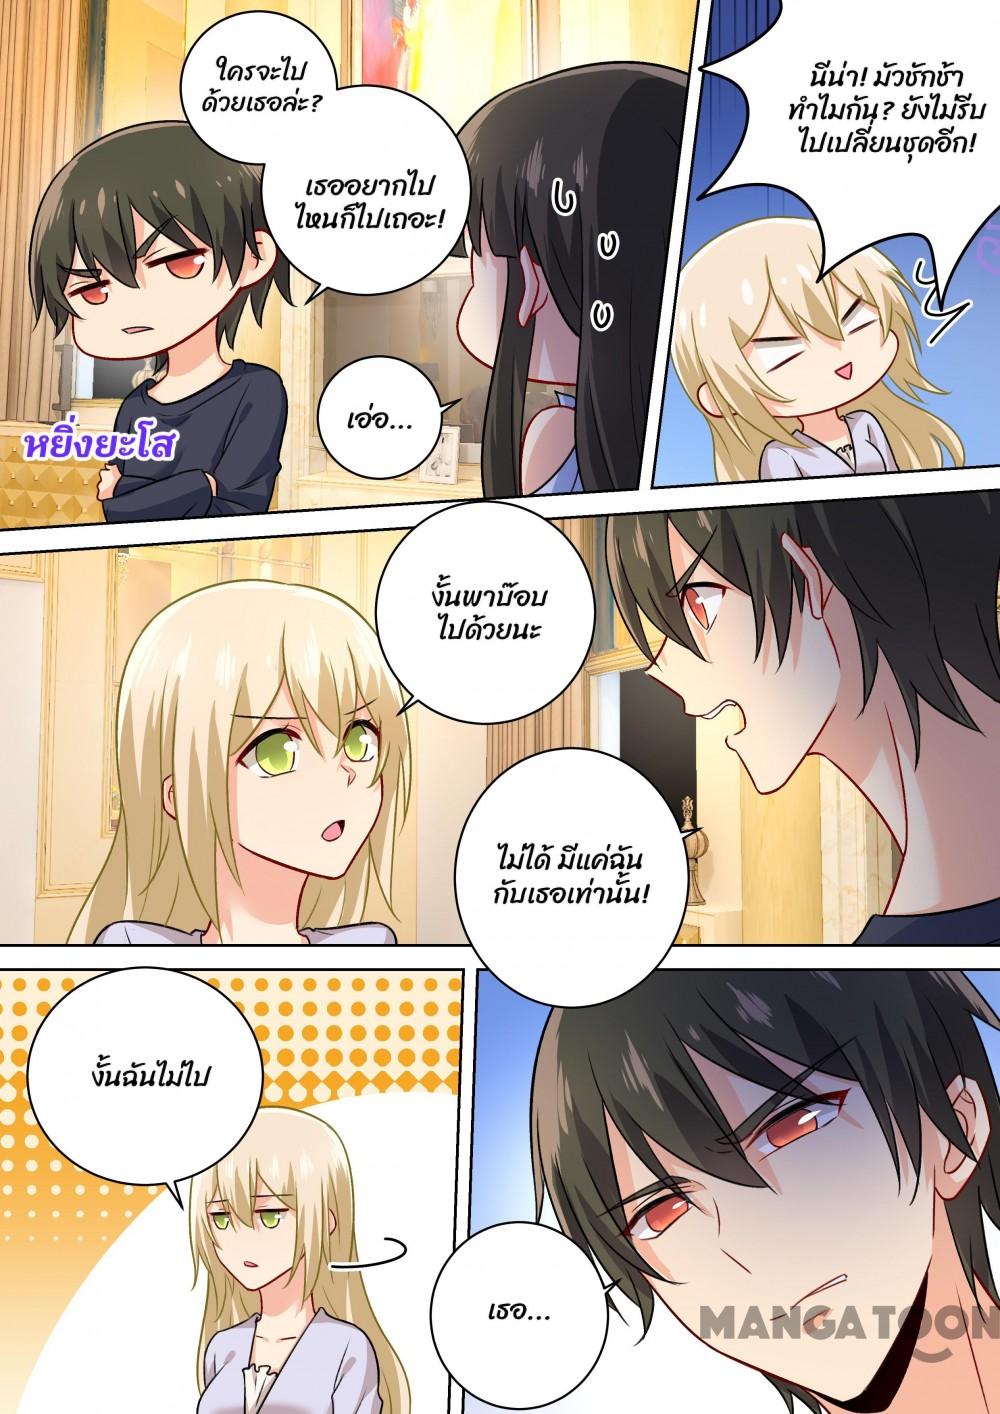 ใครจะไป
ด้วยเธอล่ะ?
เธออยากไป
ไหนก็ไปเถอะ!
เอ่อ...
หยิ่งยะโส
นีน่า! มัวชักช้า
ทำไมกัน? ยังไม่รีบ
ไปเปลี่ยนชุดอีก!
งั้นพาบ๊อบ
ไปด้วยนะ
ไม่ได้ มีแค่ฉัน
กับเธอเท่านั้น!
งั้นฉันไม่ไป
เธอ...
MANGATOON